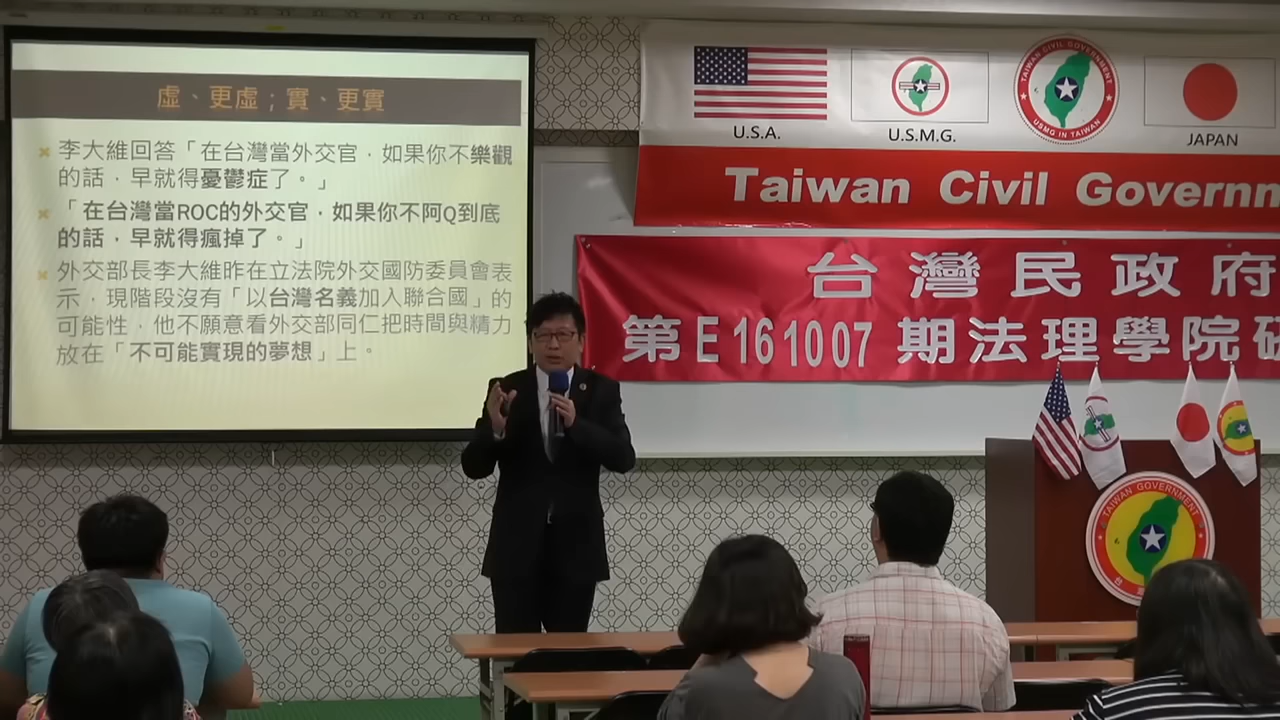 虛、更虛；實、更實
李大維回答「在台灣當外交官，如果你不樂觀
的話，早就得憂鬱症了。」
「在台灣當ROC的外交官，如果你不阿Q到底
的話，早就得瘋掉了。」
外交部長李大維昨在立法院外交國防委員會表
示，現階段沒有「以台灣名義加入聯合國」的
可能性，他不願意看外交部同仁把時間與精力
放在「不可能實現的夢想」上。
U.S.A.
U.S.M.G.
TAIWAN CIVIL GOVERNMENT
USMG IN TAIWAN
JAPAN
Taiwan Civil Governm
台灣民政府
第E161007期法理學院研
TAIWAN GOVERNMENT